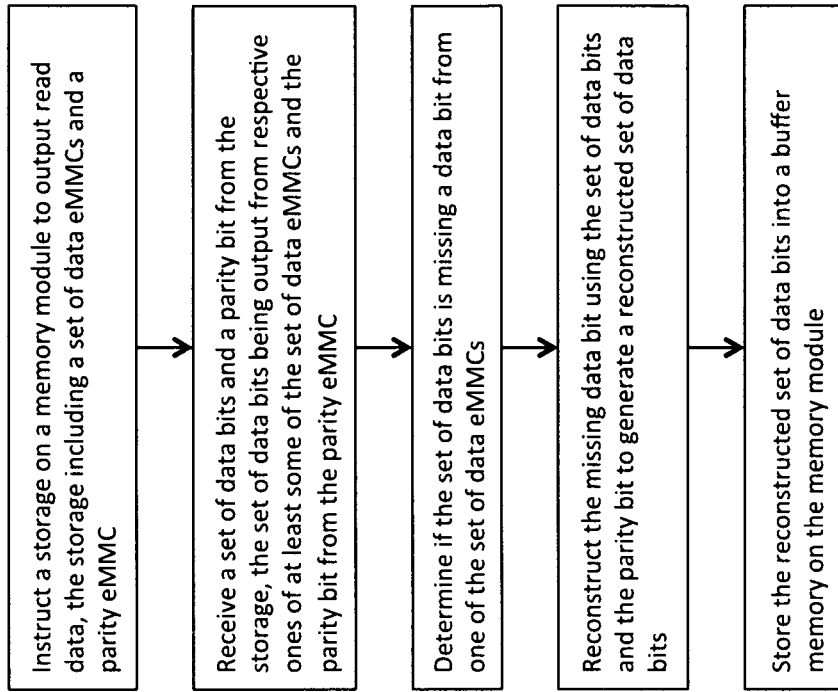 Instruct a storage on a memory module to output read
data, the storage including a set of data eMMCs and a
parity eMMC
Receive a set of data bits and a parity bit from the
storage, the set of data bits being output from respective
ones of at least some of the set of data eMMCs and the
parity bit from the parity eMMC
Determine if the set of data bits is missing a data bit from
one of the set of data eMMCs
Reconstruct the missing data bit using the set of data bits
and the parity bit to generate a reconstructed set of data
bits
Store the reconstructed set of data bits into a buffer
memory on the memory module